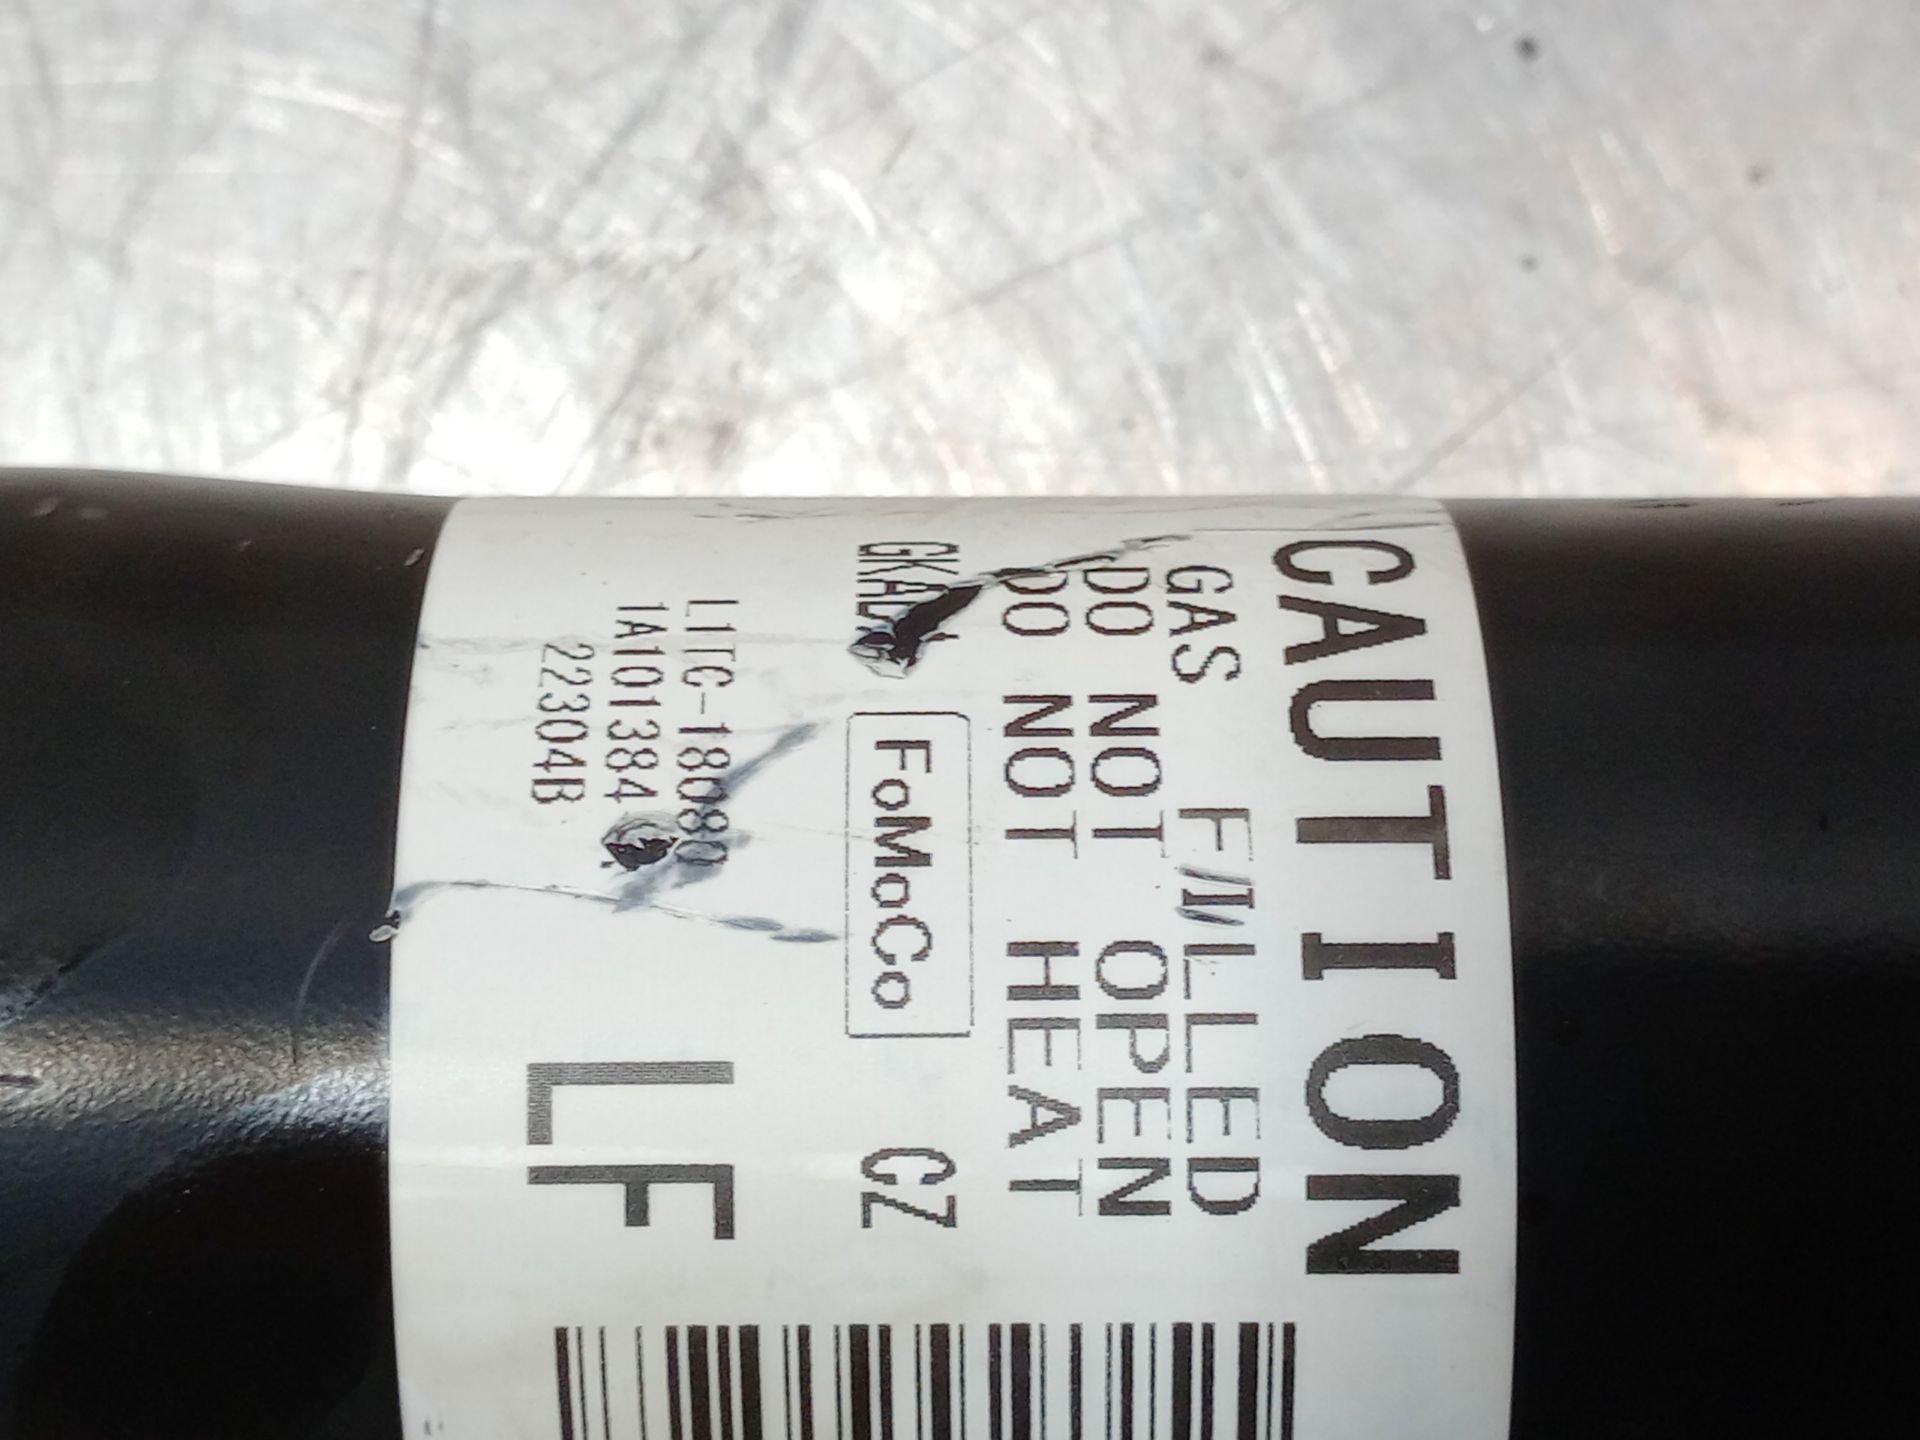 CAUTION
GAS FILLED
DO NOT OPEN
DO NOT HEAT
FoMoCo CZ
L1TC-18080
1A101384
22304B
LF